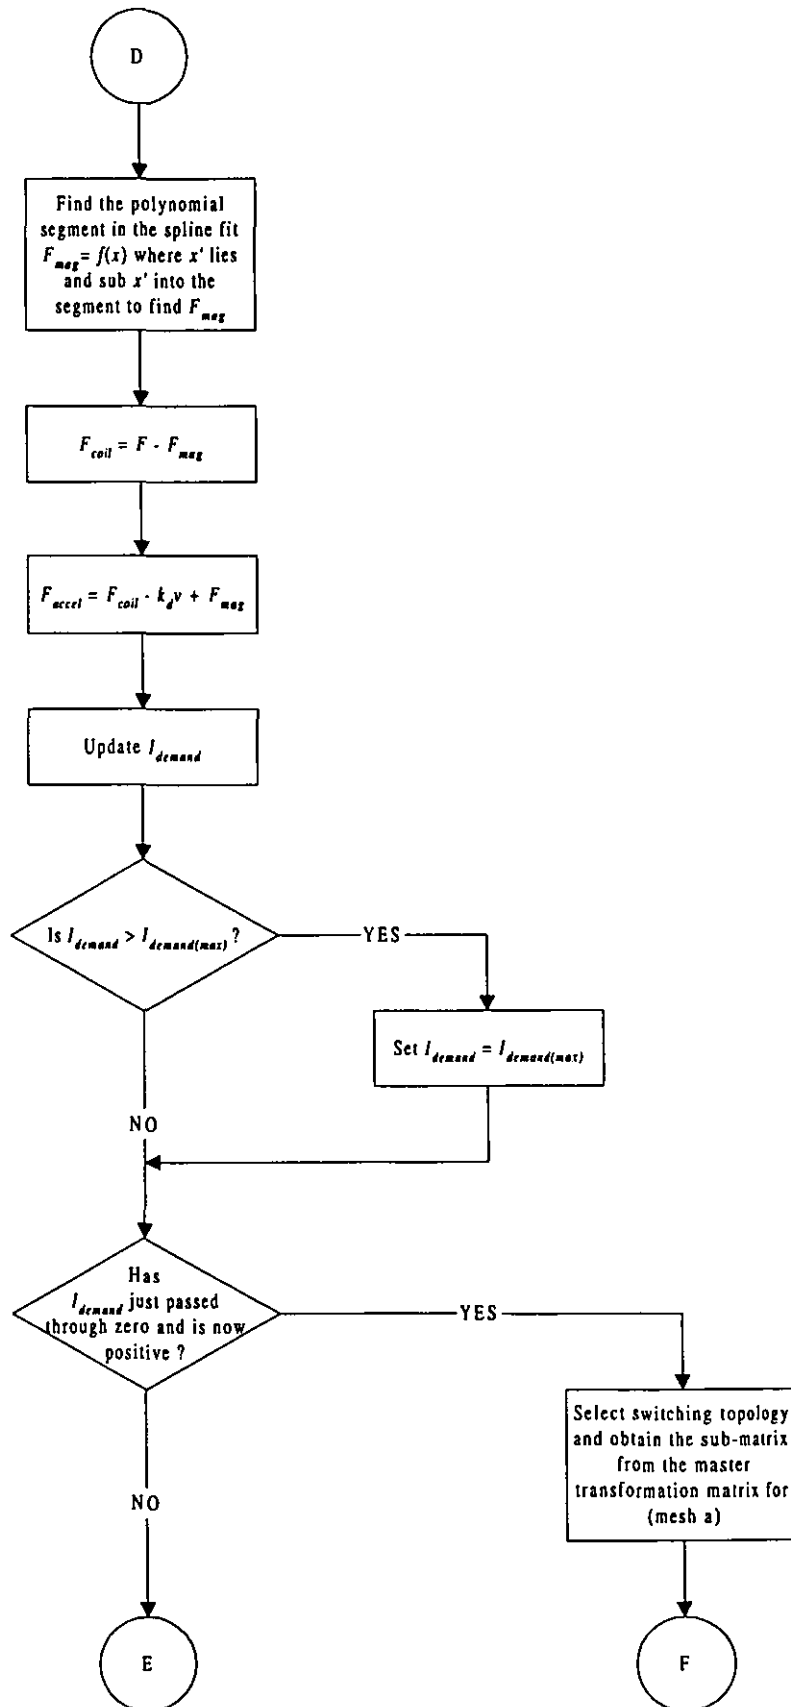 D
Find the polynomial
segment in the spline fit
F_mag = f(x) where x' lies
and sub x' into the
segment to find F_mag
F_coil = F - F_mag
F_accel = F_coil - k_d v + F_mag
Update I_demand
Is I_demand > I_demand(max) ?
YES
Set I_demand = I_demand(max)
NO
Has
I_demand just passed
through zero and is now
positive ?
YES
Select switching topology
and obtain the sub-matrix
from the master
transformation matrix for
(mesh a)
NO
E
F